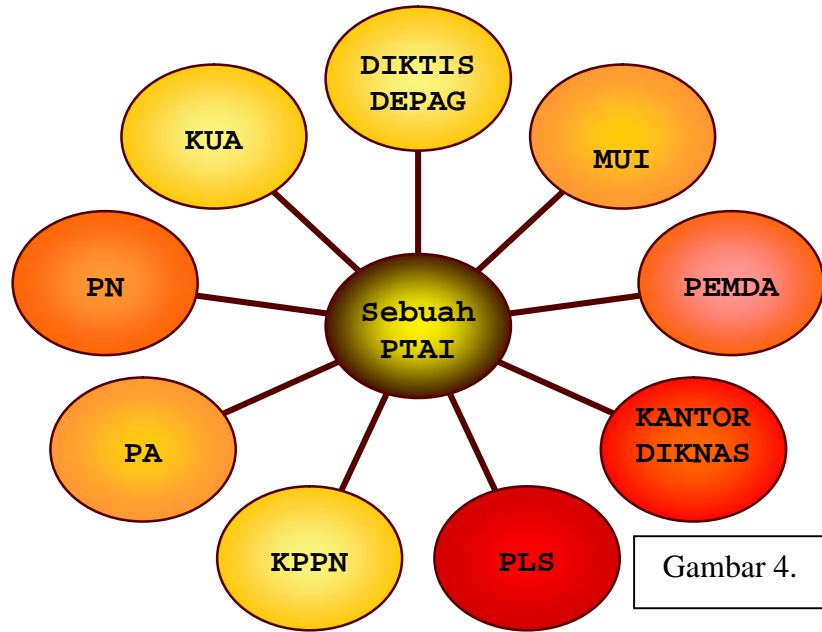 DIKTIS
DEPAG
KUA
MUI
PN
PEMDA
Sebuah
PTAI
PA
KANTOR
DIKNAS
KPPN
PLS
Gambar 4.